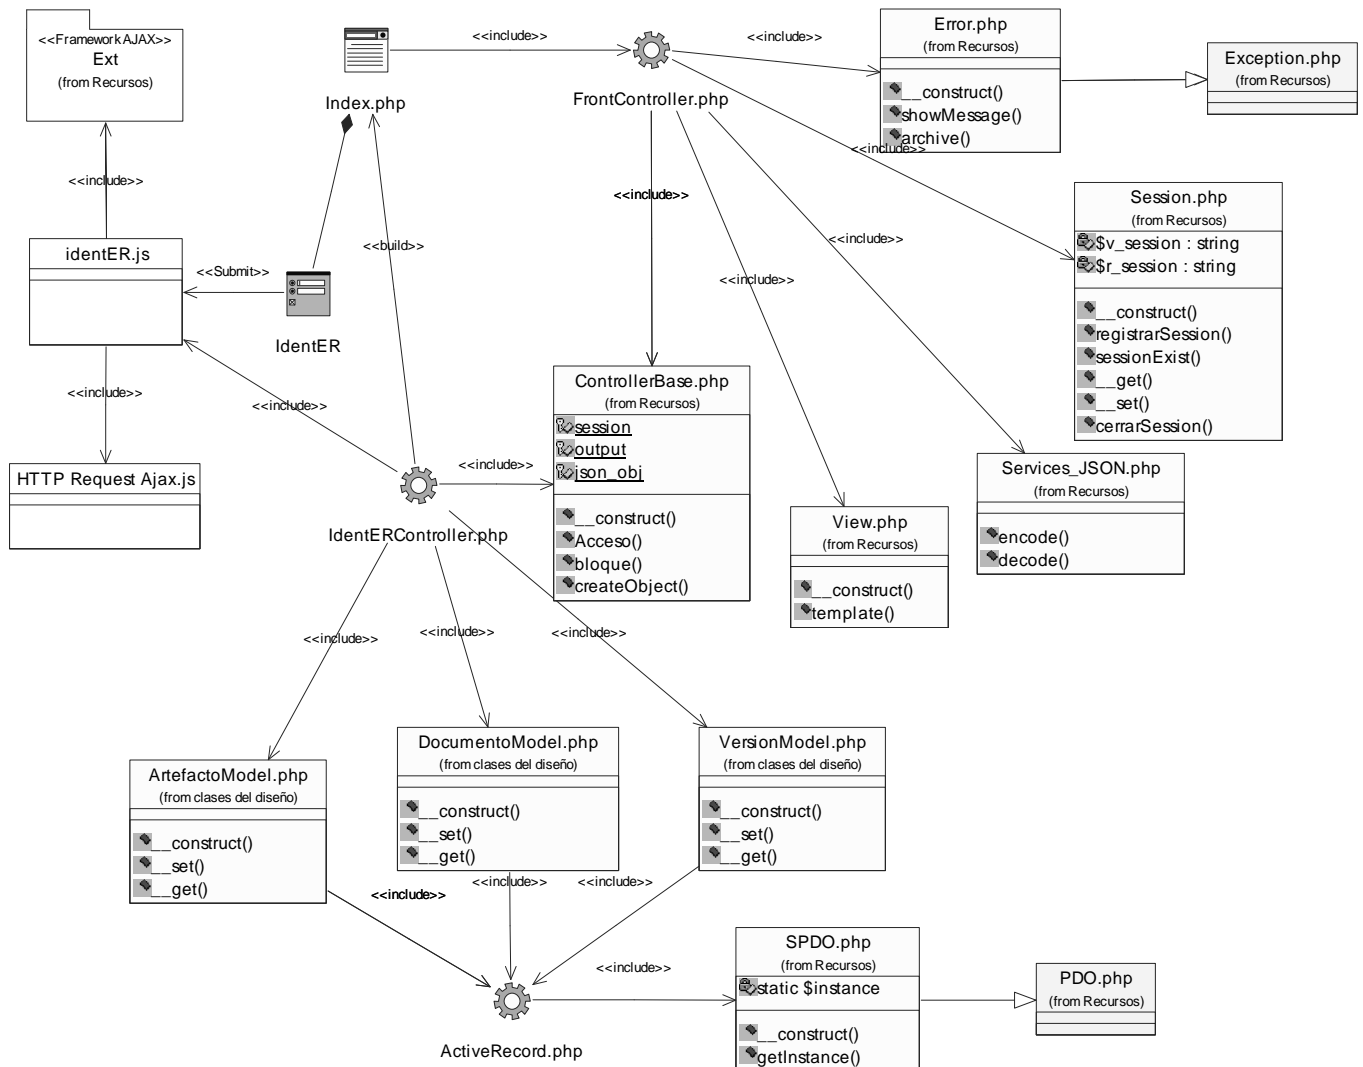 <<Framework AJAX>>
Ext
(from Recursos)
Index.php
<<include>>
FrontController.php
<<include>>
Error.php
(from Recursos)
__construct()
showMessage()
archive()
Exception.php
(from Recursos)
<<include>>
<<include>>
<<include>>
<<include>>
<<include>>
Session.php
(from Recursos)
$v_session : string
$r_session : string
__construct()
registrarSession()
sessionExist()
__get()
__set()
cerrarSession()
identER.js
<<Submit>>
<<build>>
IdentER
<<include>>
<<include>>
HTTP Request Ajax.js
IdentERController.php
<<include>>
ControllerBase.php
(from Recursos)
session
output
json_obj
__construct()
Acceso()
bloque()
createObject()
View.php
(from Recursos)
__construct()
template()
Services_JSON.php
(from Recursos)
encode()
decode()
<<include>>
<<include>>
<<include>>
ArtefactoModel.php
(from clases del diseño)
__construct()
__set()
__get()
DocumentoModel.php
(from clases del diseño)
__construct()
__set()
__get()
VersionModel.php
(from clases del diseño)
__construct()
__set()
__get()
<<include>>
<<include>>
<<include>>
ActiveRecord.php
<<include>>
SPDO.php
(from Recursos)
static $instance
__construct()
getInstance()
PDO.php
(from Recursos)